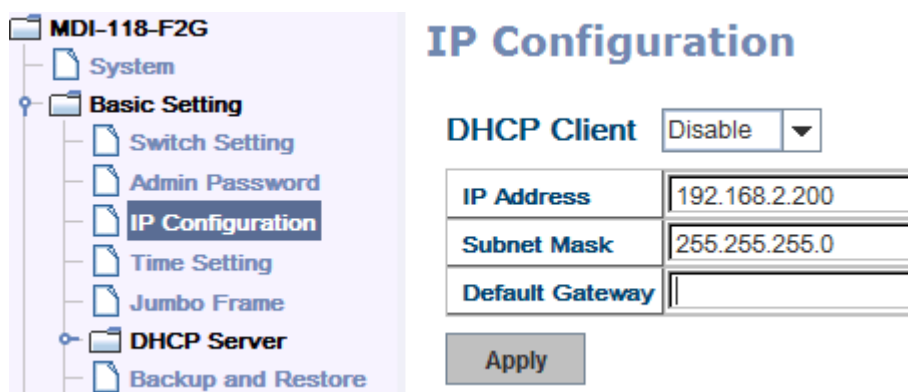 MDI-118-F2G
System
Basic Setting
Switch Setting
Admin Password
IP Configuration
Time Setting
Jumbo Frame
DHCP Server
Backup and Restore
IP Configuration
DHCP Client Disable
IP Address 192.168.2.200
Subnet Mask 255.255.255.0
Default Gateway
Apply